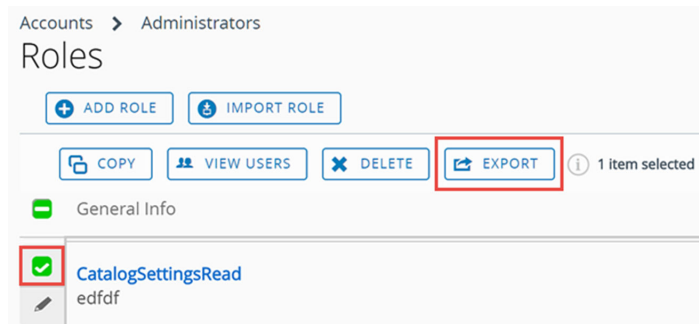 Accounts > Administrators
Roles
ADD ROLE IMPORT ROLE
COPY VIEW USERS DELETE EXPORT i 1 item selected
General Info
CatalogSettingsRead
edfdf